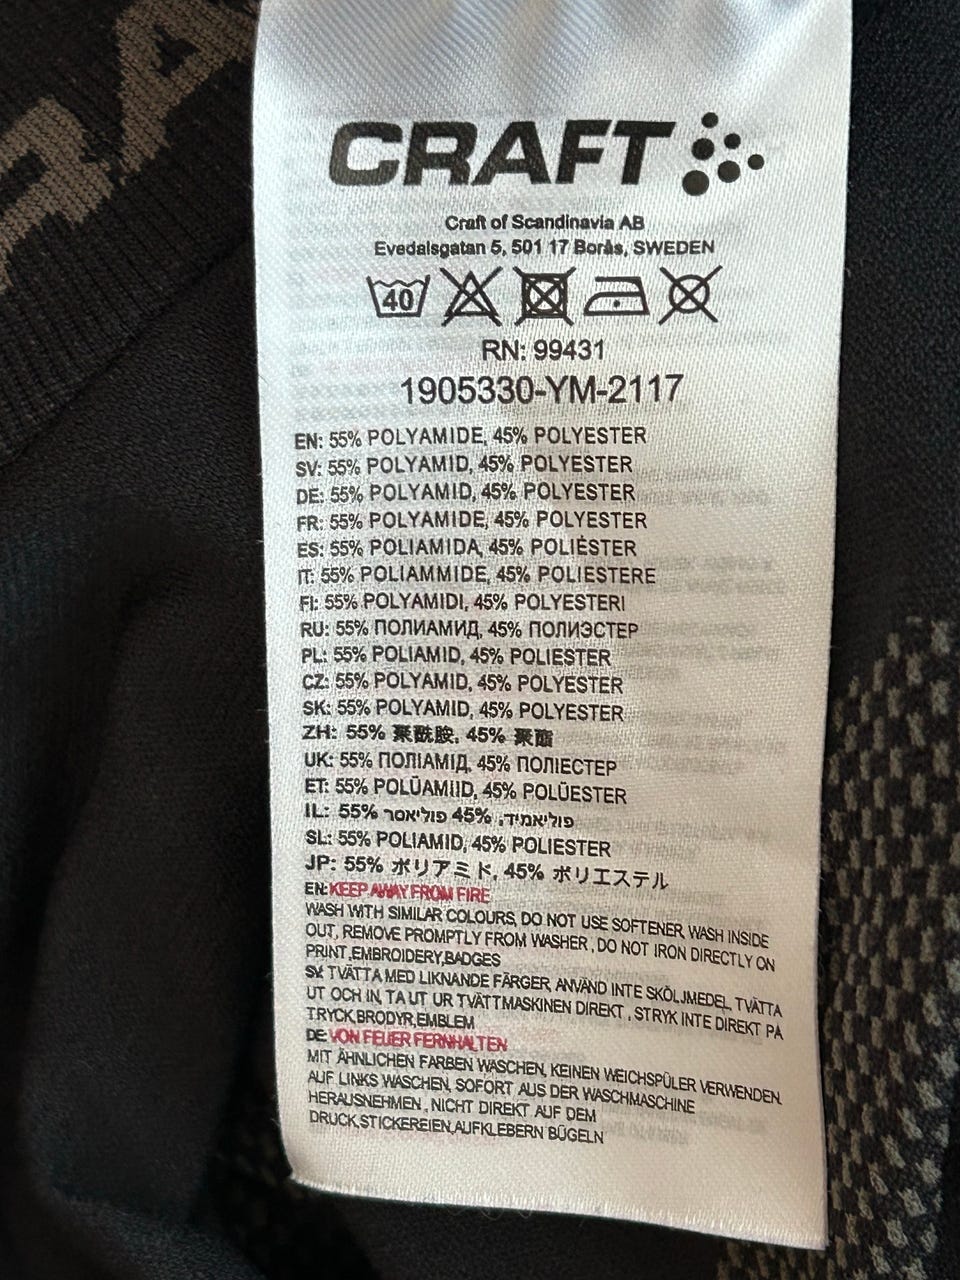 CRAFT
Craft of Scandinavia AB
Evedalsgatan 5, 501 17 Borås, SWEDEN
40
RN: 99431
1905330-YM-2117
EN: 55% POLYAMIDE, 45% POLYESTER
SV: 55% POLYAMID, 45% POLYESTER
DE: 55% POLYAMID, 45% POLYESTER
FR: 55% POLYAMIDE, 45% POLYESTER
ES: 55% POLIAMIDA, 45% POLIÉSTER
IT: 55% POLIAMMIDE, 45% POLIESTERE
FI: 55% POLYAMIDI, 45% POLYESTERI
RU: 55% ПОЛИАМИД, 45% ПОЛИЭСТЕР
PL: 55% POLIAMID, 45% POLIESTER
CZ: 55% POLYAMID, 45% POLYESTER
SK: 55% POLYAMID, 45% POLYESTER
ZH: 55% 聚酰胺, 45% 聚酯
UK: 55% ПОЛІАМІД, 45% ПОЛІЕСТЕР
ET: 55% POLÜAMIID, 45% POLÜESTER
IL: 55% פוליאמיד, 45% פוליאסטר
SL: 55% POLIAMID, 45% POLIESTER
JP: 55% ポリアミド, 45% ポリエステル
EN: KEEP AWAY FROM FIRE
WASH WITH SIMILAR COLOURS, DO NOT USE SOFTENER, WASH INSIDE
OUT, REMOVE PROMPTLY FROM WASHER , DO NOT IRON DIRECTLY ON
PRINT,EMBROIDERY,BADGES
SV: TVÄTTA MED LIKNANDE FÄRGER, ANVÄND INTE SKÖLJMEDEL, TVÄTTA
UT OCH IN, TA UT UR TVÄTTMASKINEN DIREKT , STRYK INTE DIREKT PÅ
TRYCK,BRODYR,EMBLEM
DE: VON FEUER FERNHALTEN
MIT ÄHNLICHEN FARBEN WASCHEN, KEINEN WEICHSPÜLER VERWENDEN,
AUF LINKS WASCHEN, SOFORT AUS DER WASCHMASCHINE
HERAUSNEHMEN , NICHT DIREKT AUF DEM
DRUCK,STICKEREIEN,AUFKLEBERN BÜGELN